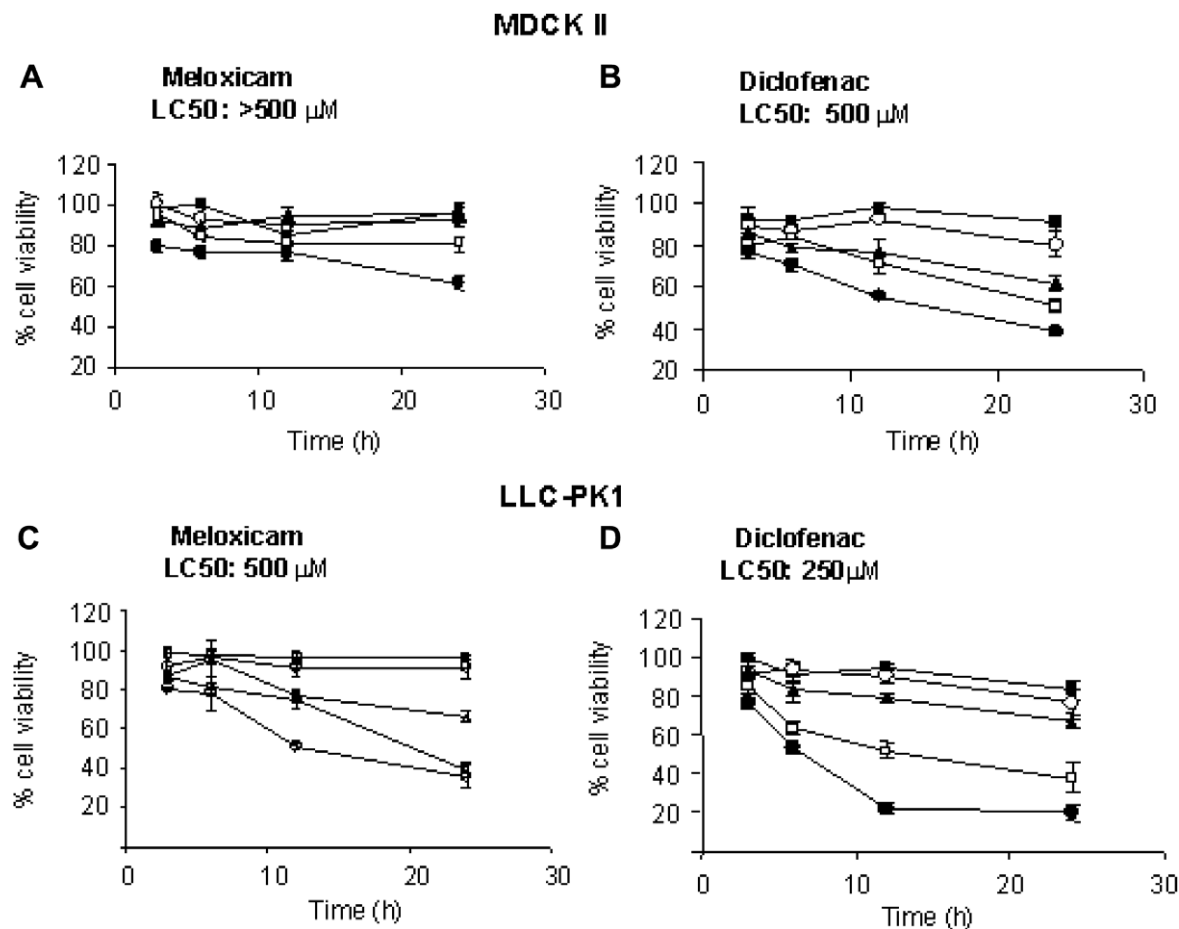 MDCK II
A
Meloxicam
LC50: >500 μM
% cell viability
120
100
80
60
40
20
0
10
20
30
Time (h)
B
Diclofenac
LC50: 500 μM
% cell viability
120
100
80
60
40
20
0
10
20
30
Time (h)
LLC-PK1
C
Meloxicam
LC50: 500 μM
% cell viability
120
100
80
60
40
20
0
10
20
30
Time (h)
D
Diclofenac
LC50: 250μM
% cell viability
120
100
80
60
40
20
0
10
20
30
Time (h)